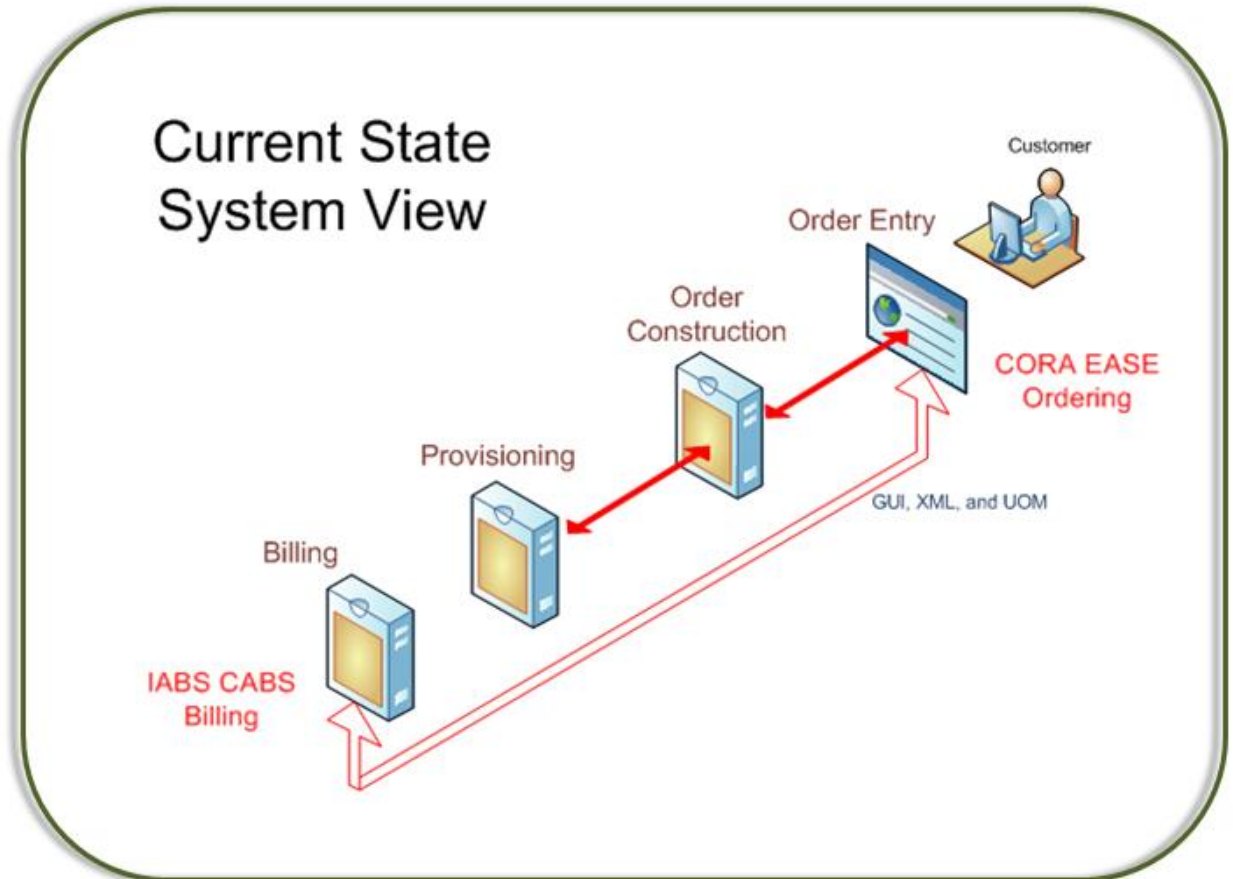 Current State
System View
Customer
Order Entry
Order
Construction
CORA EASE
Ordering
Provisioning
GUI, XML, and UOM
Billing
IABS CABS
Billing